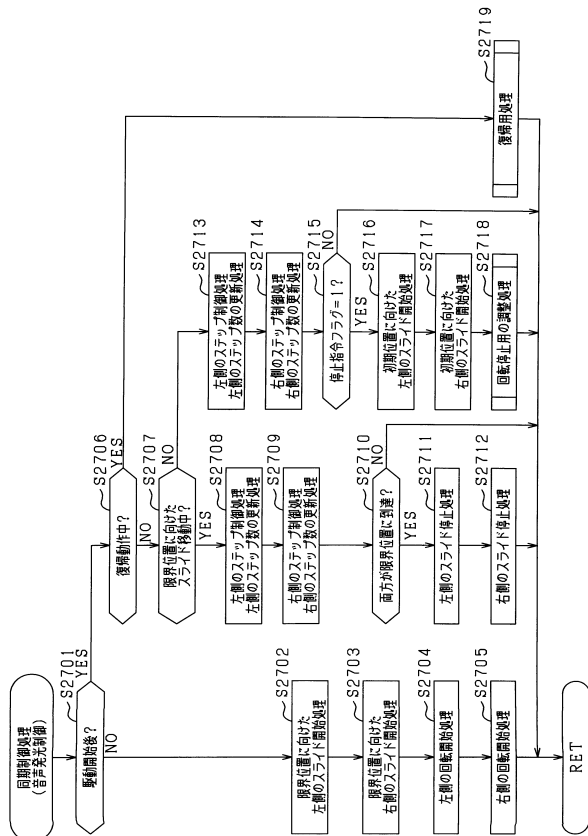 同期制御処理
(音声発光制御)
S2701
駆動開始後?
YES
NO
S2702
限界位置に向けた
左側のスライド開始処理
S2703
限界位置に向けた
右側のスライド開始処理
S2704
左側の回転開始処理
S2705
右側の回転開始処理
RET
S2706
復帰動作中?
YES
NO
S2707
限界位置に向けた
スライド移動中?
NO
YES
S2708
左側のステップ制御処理
左側のステップ数の更新処理
S2709
右側のステップ制御処理
右側のステップ数の更新処理
S2710
両方が限界位置に到達?
NO
YES
S2711
左側のスライド停止処理
S2712
右側のスライド停止処理
S2713
左側のステップ制御処理
左側のステップ数の更新処理
S2714
右側のステップ制御処理
右側のステップ数の更新処理
S2715
停止指令フラグ=1?
NO
YES
S2716
初期位置に向けた
左側のスライド開始処理
S2717
初期位置に向けた
右側のスライド開始処理
S2718
回転停止用の調整処理
S2719
復帰用処理